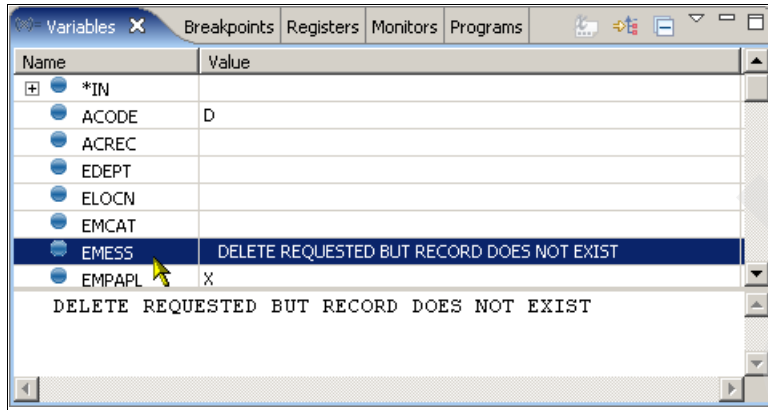 Variables Breakpoints Registers Monitors Programs
Name Value
*IN
ACODE D
ACREC
EDEPT
ELOCN
EMCAT
EMESS DELETE REQUESTED BUT RECORD DOES NOT EXIST
EMPAPL X
DELETE REQUESTED BUT RECORD DOES NOT EXIST